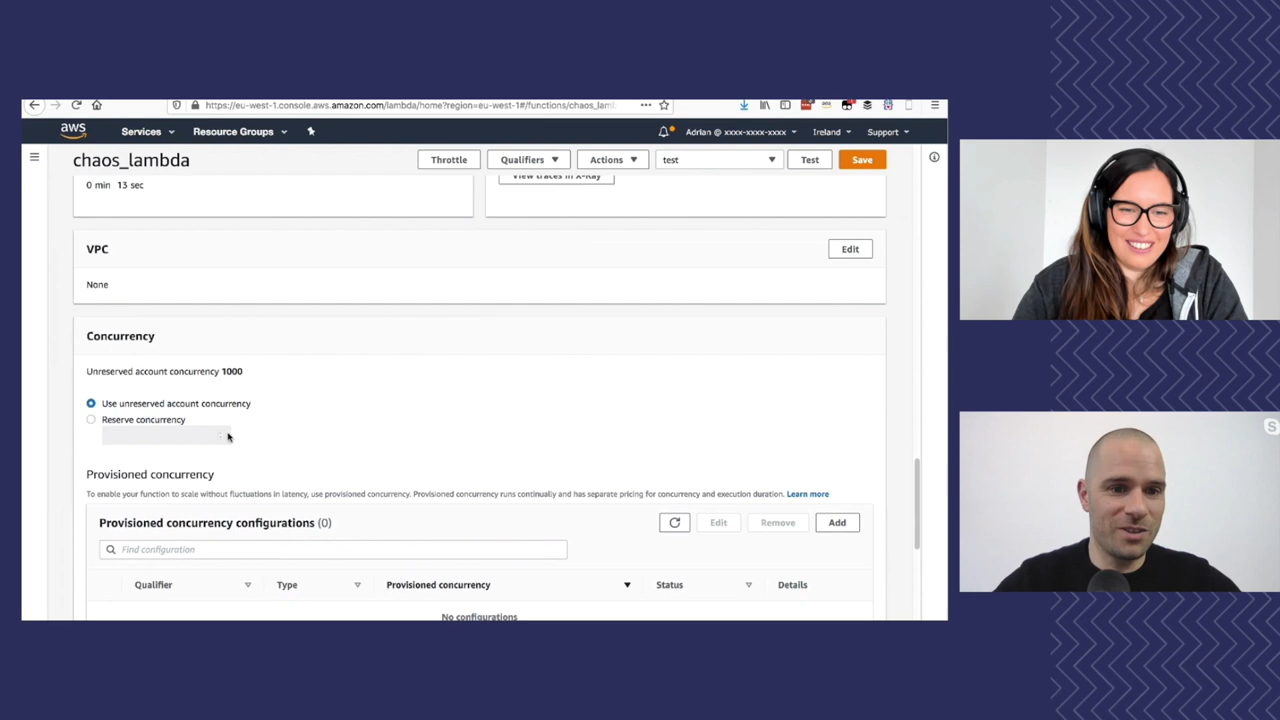 https://eu-west-1.console.aws.amazon.com/lambda/home?region=eu-west-1#/functions/chaos_lamb
aws Services Resource Groups Adrian @ xxxx-xxxx-xxxx Ireland Support
chaos_lambda Throttle Qualifiers Actions test Test Save
0 min 13 sec View traces in X-Ray
VPC Edit
None
Concurrency
Unreserved account concurrency 1000
Use unreserved account concurrency
Reserve concurrency
Provisioned concurrency
To enable your function to scale without fluctuations in latency, use provisioned concurrency. Provisioned concurrency runs continually and has separate pricing for concurrency and execution duration. Learn more
Provisioned concurrency configurations (0) Edit Remove Add
Find configuration
Qualifier Type Provisioned concurrency Status Details
No configurations